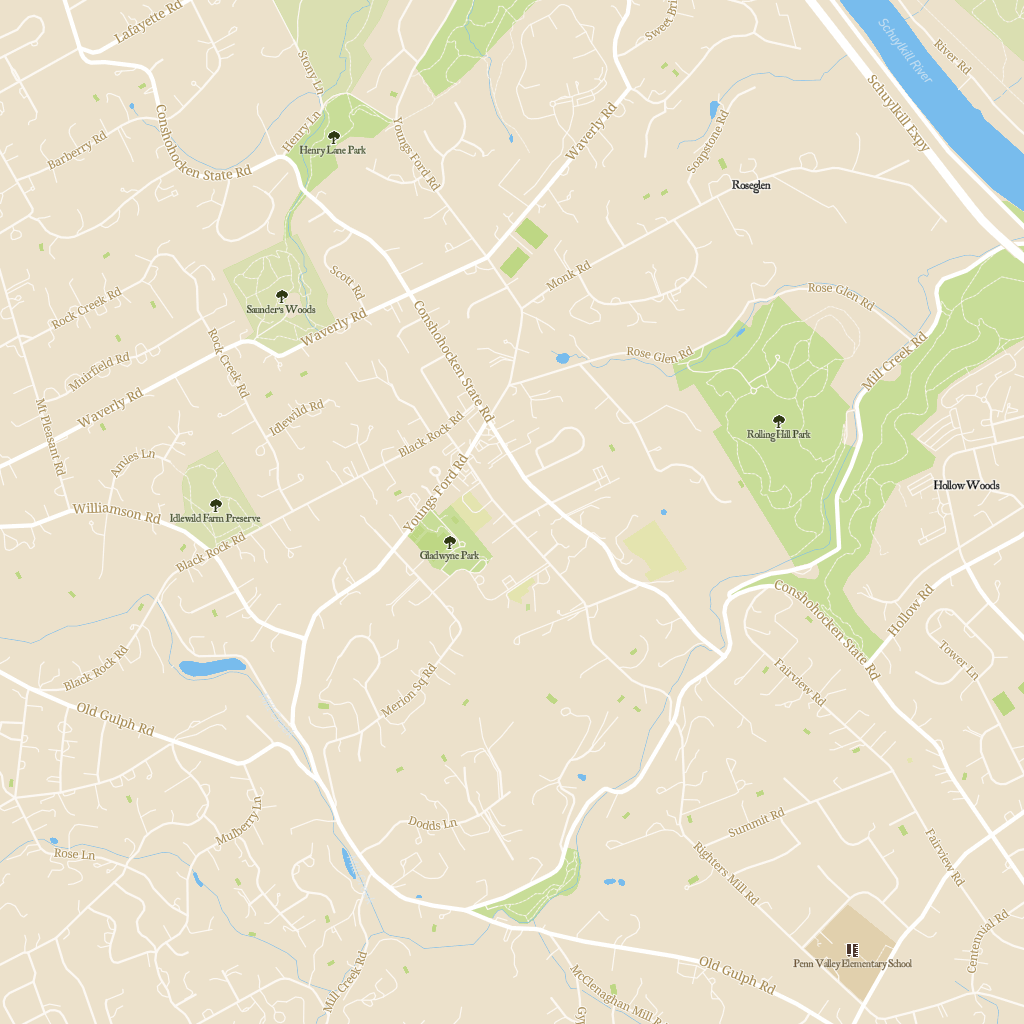 Lafayette Rd
Stony Ln
Schuylkill River
River Rd
Schuylkill Expy
Conshohocken State Rd
Henry Ln
Henry Lane Park
Youngs Ford Rd
Waverly Rd
Soapstone Rd
Barberry Rd
Roseglen
Scott Rd
Monk Rd
Rose Glen Rd
Rock Creek Rd
Saunder's Woods
Waverly Rd
Rock Creek Rd
Conshohocken State Rd
Rose Glen Rd
Mill Creek Rd
Muirfield Rd
Waverly Rd
Mt Pleasant Rd
Idlewild Rd
Black Rock Rd
Rolling Hill Park
Amies Ln
Youngs Ford Rd
Hollow Woods
Williamson Rd
Idlewild Farm Preserve
Black Rock Rd
Gladwyne Park
Conshohocken State Rd
Hollow Rd
Tower Ln
Black Rock Rd
Merion Sq Rd
Fairview Rd
Old Gulph Rd
Mulberry Ln
Dodds Ln
Summit Rd
Rose Ln
Righters Mill Rd
Fairview Rd
Centennial Rd
Penn Valley Elementary School
Old Gulph Rd
Mill Creek Rd
McClenaghan Mill Rd